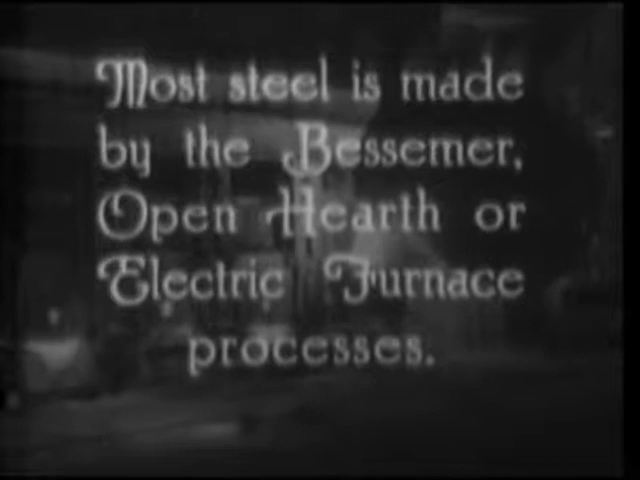 Most steel is made
by the Bessemer,
Open Hearth or
Electric Furnace
processes.